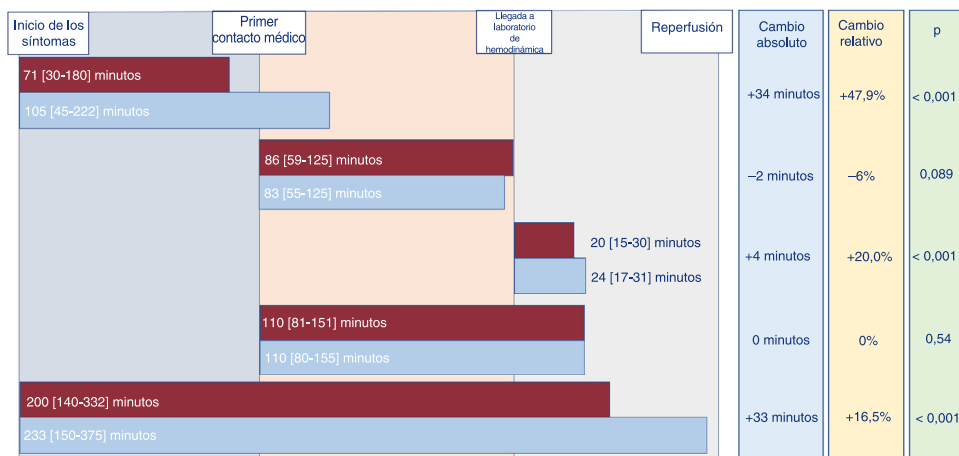 Inicio de los
síntomas
Primer
contacto médico
Llegada a
laboratorio
de
hemodinámica
Reperfusión
Cambio
absoluto
Cambio
relativo
p
71 [30-180] minutos
105 [45-222] minutos
+34 minutos
+47,9%
< 0,001
86 [59-125] minutos
83 [55-125] minutos
–2 minutos
–6%
0,089
20 [15-30] minutos
24 [17-31] minutos
+4 minutos
+20,0%
< 0,001
110 [81-151] minutos
110 [80-155] minutos
0 minutos
0%
0,54
200 [140-332] minutos
233 [150-375] minutos
+33 minutos
+16,5%
< 0,001